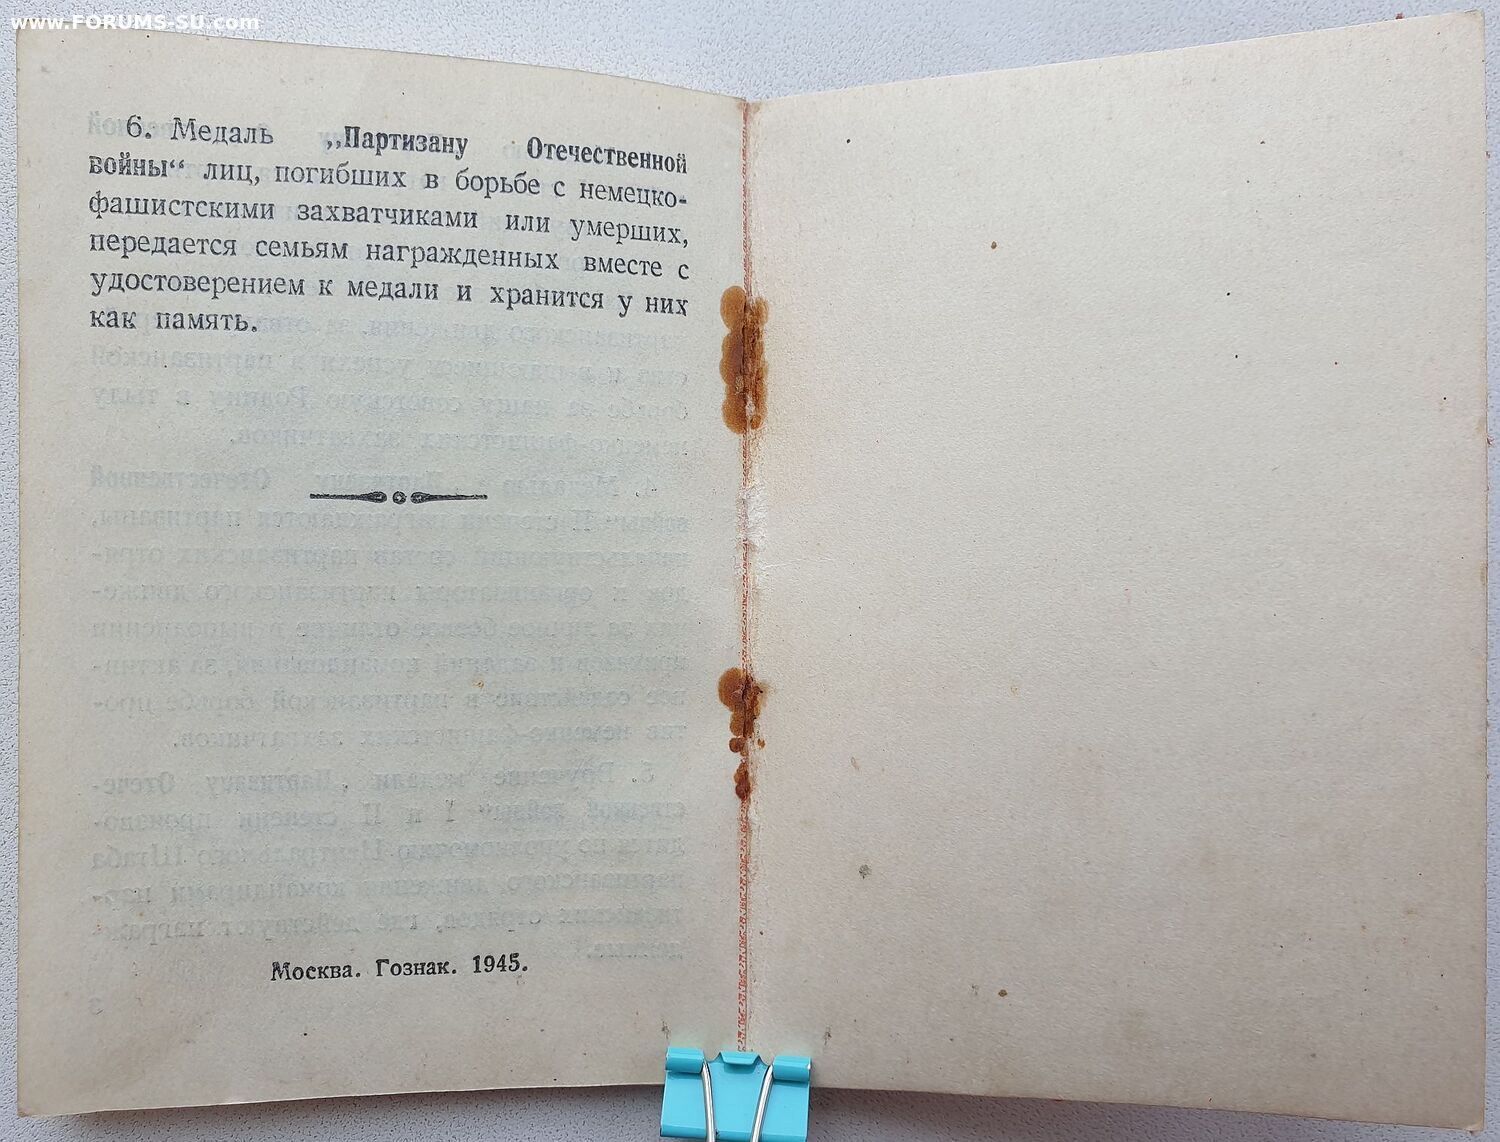 www.FORUMS-SU.com
6. Медаль „Партизану Отечественной
войны“ лиц, погибших в борьбе с немецко-
фашистскими захватчиками или умерших,
передается семьям награжденных вместе с
удостоверением к медали и хранится у них
как память.
Москва. Гознак. 1945.